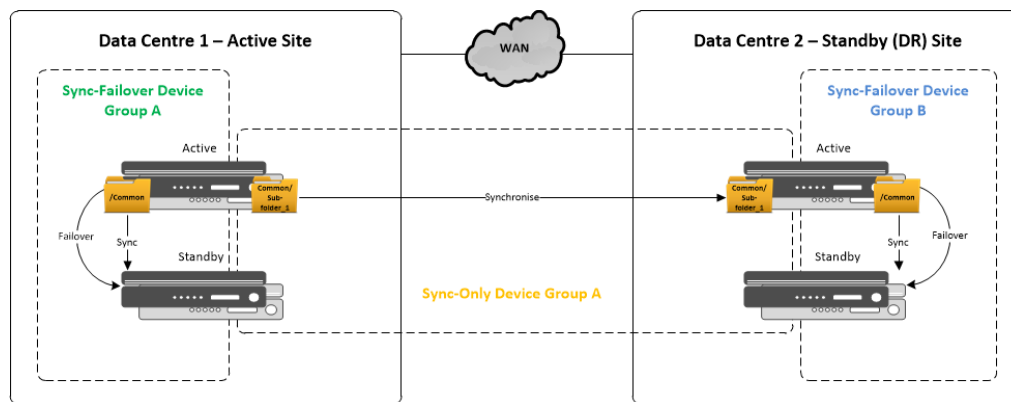 Data Centre 1 – Active Site
WAN
Data Centre 2 – Standby (DR) Site
Sync-Failover Device
Group A
Sync-Failover Device
Group B
Active
Active
/Common
Common/
Sub-
folder_1
Synchronise
Common/
Sub-
folder_1
/Common
Failover
Sync
Sync
Failover
Standby
Standby
Sync-Only Device Group A